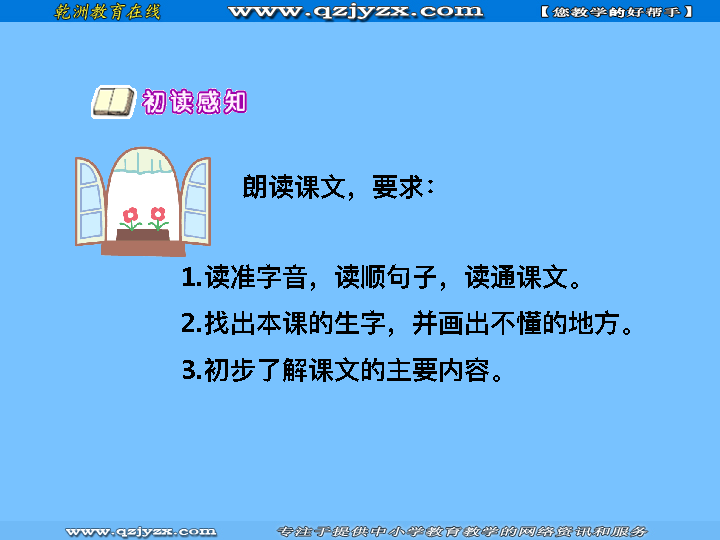 乾洲教育在线 www.qzjyzx.com 【您教学的好帮手】
初读感知
朗读课文，要求：
1.读准字音，读顺句子，读通课文。
2.找出本课的生字，并画出不懂的地方。
3.初步了解课文的主要内容。
www.qzjyzx.com 专注于提供中小学教育教学的网络资讯和服务